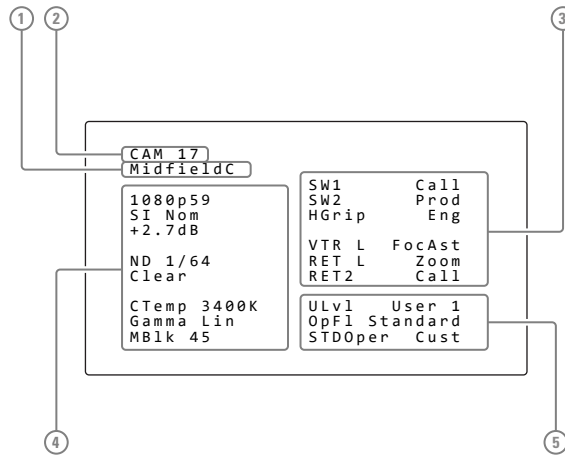 1 2 3
CAM 17
MidfieldC
1080p59
SI Nom
+2.7dB
ND 1/64
Clear
CTemp 3400K
Gamma Lin
MBlk 45
SW1 Call
SW2 Prod
HGrip Eng
VTR L FocAst
RET L Zoom
RET2 Call
ULvl User 1
OpFl Standard
STDOper Cust
4 5